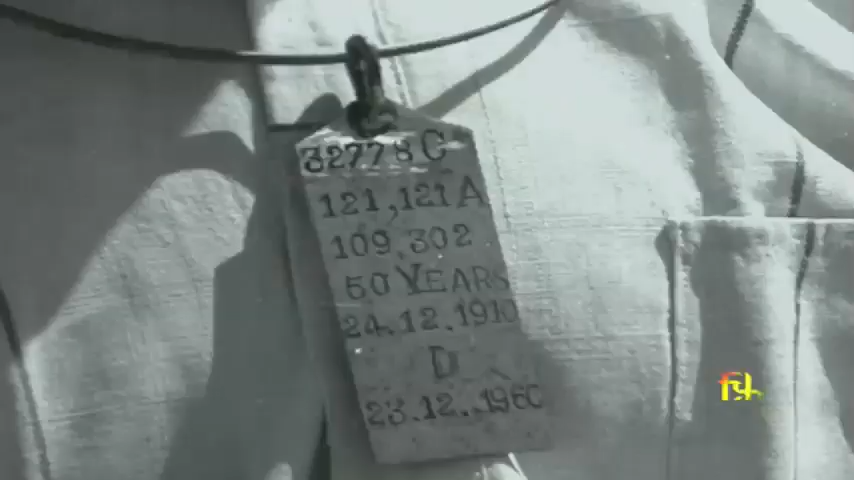 32778 C
121,121 A
109,302
50 YEARS
24.12.1910
D
23.12.1960